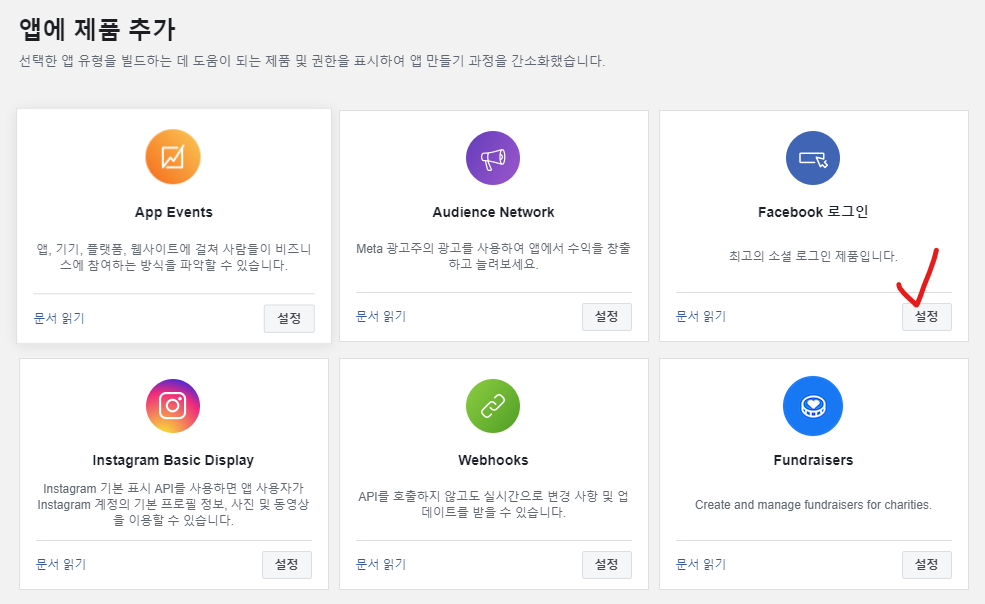 앱에 제품 추가
선택한 앱 유형을 빌드하는 데 도움이 되는 제품 및 권한을 표시하여 앱 만들기 과정을 간소화했습니다.
App Events
앱, 기기, 플랫폼, 웹사이트에 걸쳐 사람들이 비즈니
스에 참여하는 방식을 파악할 수 있습니다.
문서 읽기
설정
Audience Network
Meta 광고주의 광고를 사용하여 앱에서 수익을 창출
하고 늘려보세요.
문서 읽기
설정
Facebook 로그인
최고의 소셜 로그인 제품입니다.
문서 읽기
설정
Instagram Basic Display
Instagram 기본 표시 API를 사용하면 앱 사용자가
Instagram 계정의 기본 프로필 정보, 사진 및 동영상
을 이용할 수 있습니다.
문서 읽기
설정
Webhooks
API를 호출하지 않고도 실시간으로 변경 사항 및 업
데이트를 받을 수 있습니다.
문서 읽기
설정
Fundraisers
Create and manage fundraisers for charities.
문서 읽기
설정